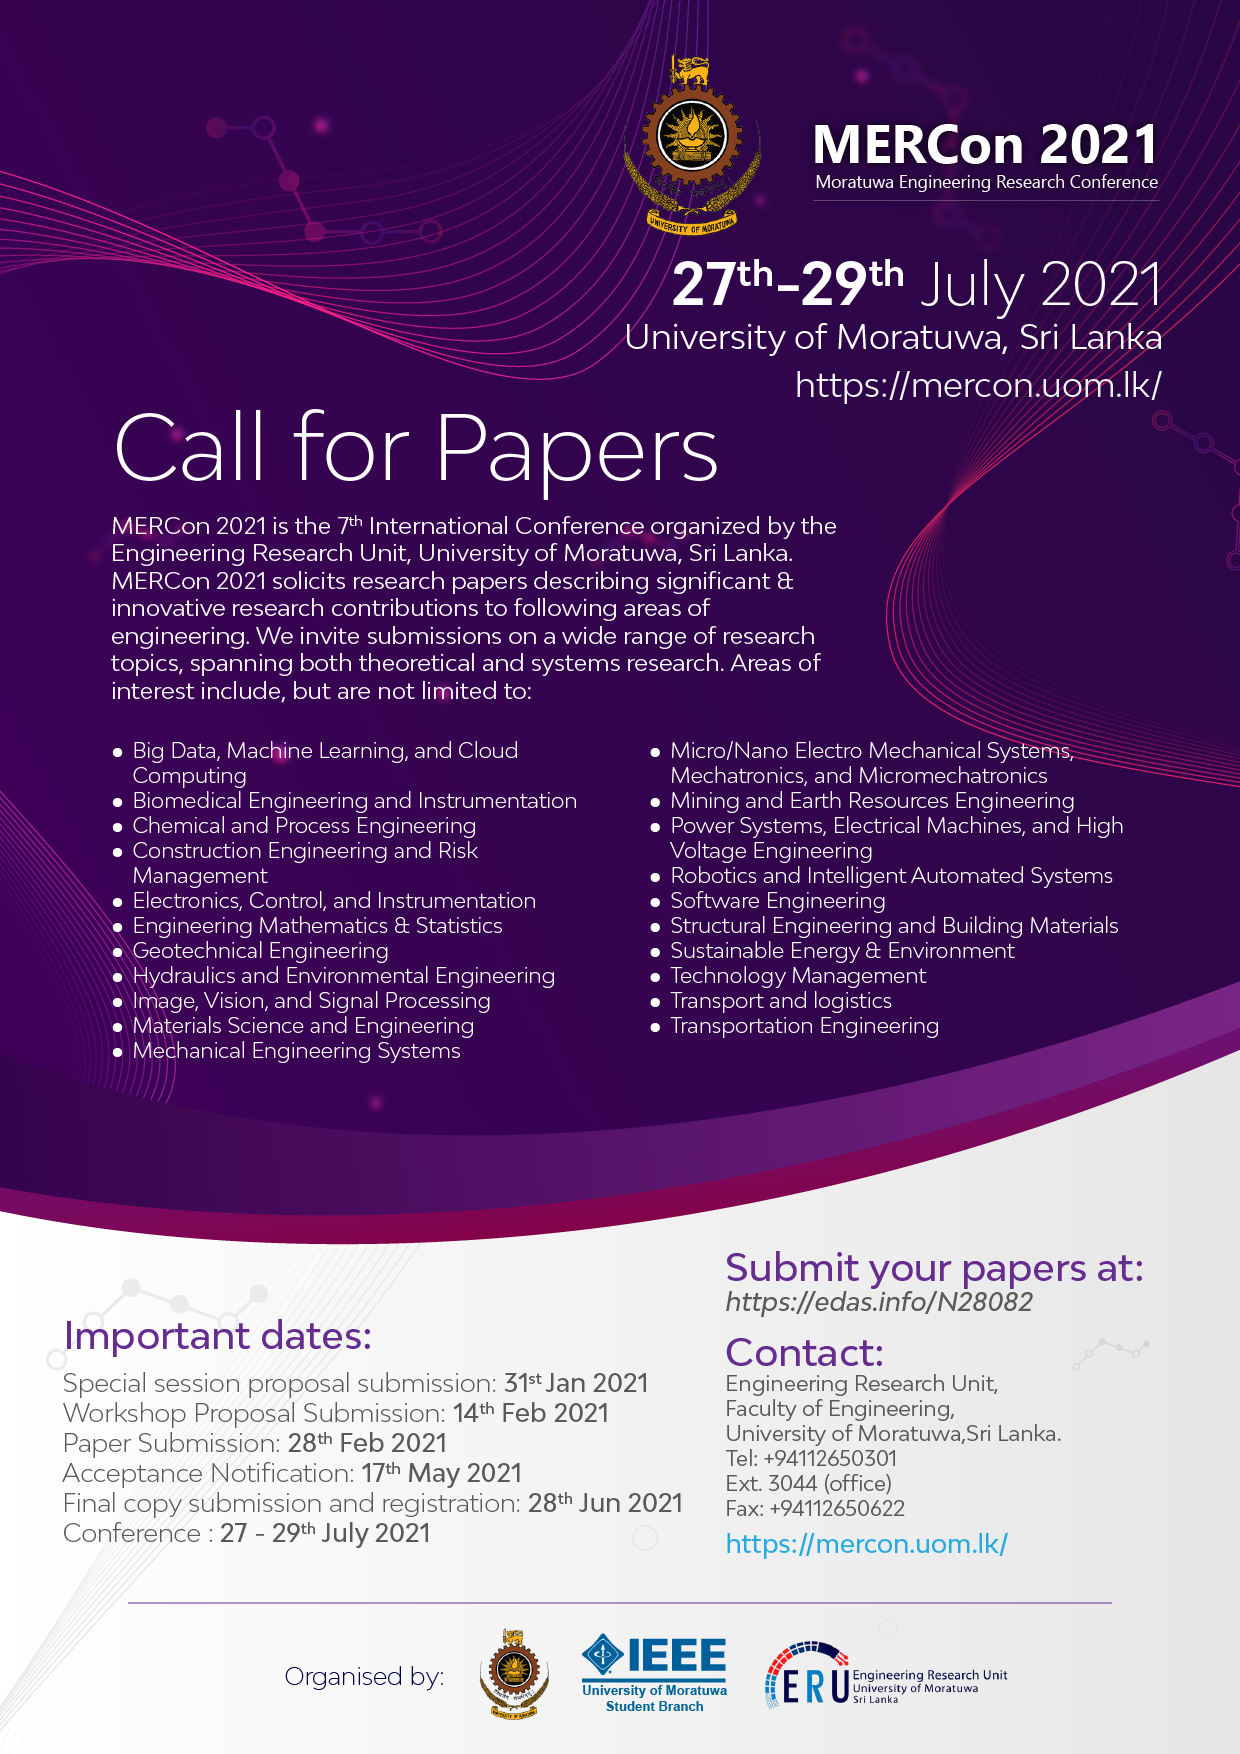 UNIVERSITY OF MORATUWA
MERCon 2021
Moratuwa Engineering Research Conference
27th-29th July 2021
University of Moratuwa, Sri Lanka
https://mercon.uom.lk/
Call for Papers
MERCon 2021 is the 7th International Conference organized by the
Engineering Research Unit, University of Moratuwa, Sri Lanka.
MERCon 2021 solicits research papers describing significant &
innovative research contributions to following areas of
engineering. We invite submissions on a wide range of research
topics, spanning both theoretical and systems research. Areas of
interest include, but are not limited to:
• Big Data, Machine Learning, and Cloud
Computing
• Biomedical Engineering and Instrumentation
• Chemical and Process Engineering
• Construction Engineering and Risk
Management
• Electronics, Control, and Instrumentation
• Engineering Mathematics & Statistics
• Geotechnical Engineering
• Hydraulics and Environmental Engineering
• Image, Vision, and Signal Processing
• Materials Science and Engineering
• Mechanical Engineering Systems
• Micro/Nano Electro Mechanical Systems,
Mechatronics, and Micromechatronics
• Mining and Earth Resources Engineering
• Power Systems, Electrical Machines, and High
Voltage Engineering
• Robotics and Intelligent Automated Systems
• Software Engineering
• Structural Engineering and Building Materials
• Sustainable Energy & Environment
• Technology Management
• Transport and logistics
• Transportation Engineering
Important dates:
Special session proposal submission: 31st Jan 2021
Workshop Proposal Submission: 14th Feb 2021
Paper Submission: 28th Feb 2021
Acceptance Notification: 17th May 2021
Final copy submission and registration: 28th Jun 2021
Conference : 27 - 29th July 2021
Submit your papers at:
https://edas.info/N28082
Contact:
Engineering Research Unit,
Faculty of Engineering,
University of Moratuwa,Sri Lanka.
Tel: +94112650301
Ext. 3044 (office)
Fax: +94112650622
https://mercon.uom.lk/
Organised by:
IEEE
University of Moratuwa
Student Branch
ERU
Engineering Research Unit
University of Moratuwa
Sri Lanka